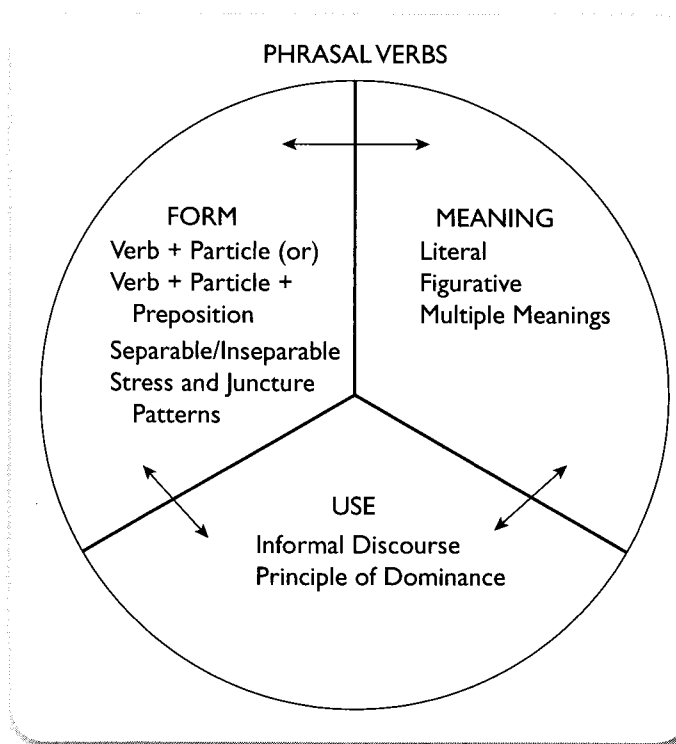 PHRASAL VERBS
FORM
Verb + Particle (or)
Verb + Particle +
Preposition
Separable/Inseparable
Stress and Juncture
Patterns
MEANING
Literal
Figurative
Multiple Meanings
USE
Informal Discourse
Principle of Dominance